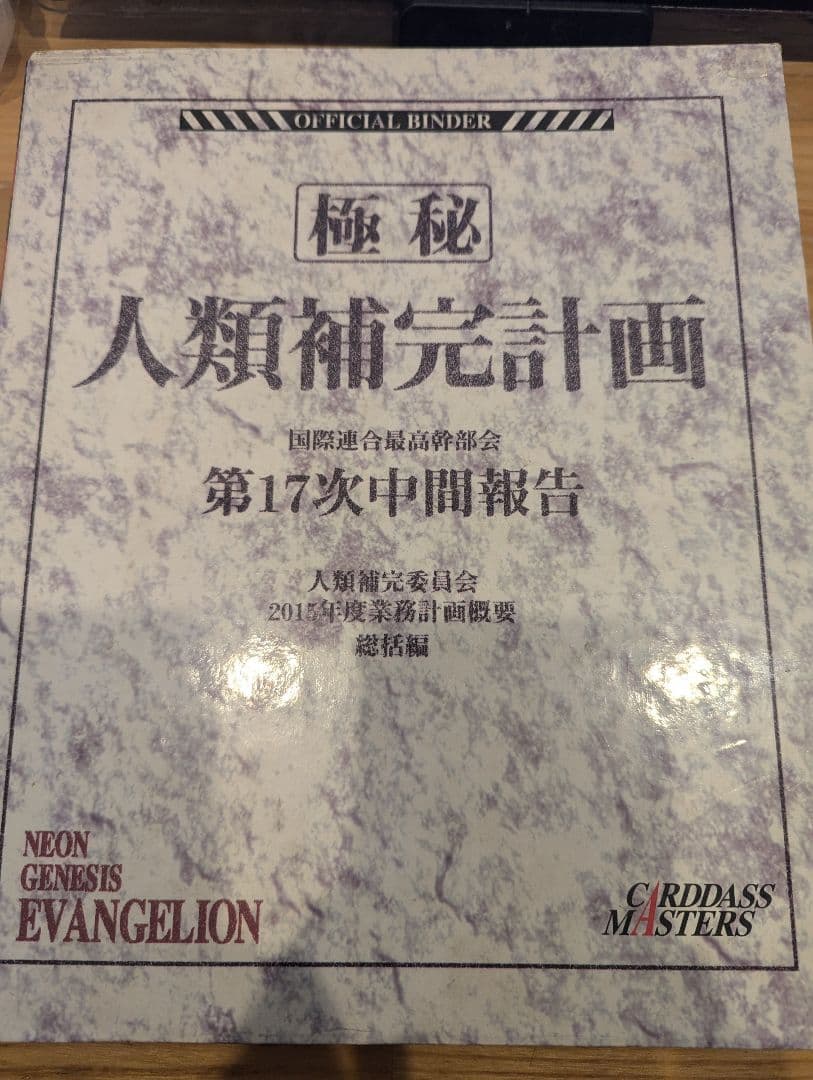 OFFICIAL BINDER
極秘
人類補完計画
国際連合最高幹部会
第17次中間報告
人類補完委員会
2015年度業務計画概要
総括編
NEON
GENESIS
EVANGELION
CARDDASS
MASTERS